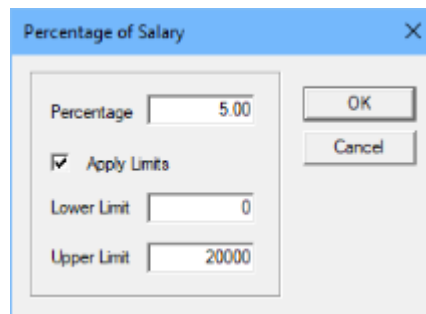 Percentage of Salary
Percentage 5.00
OK
Apply Limits
Cancel
Lower Limit 0
Upper Limit 20000